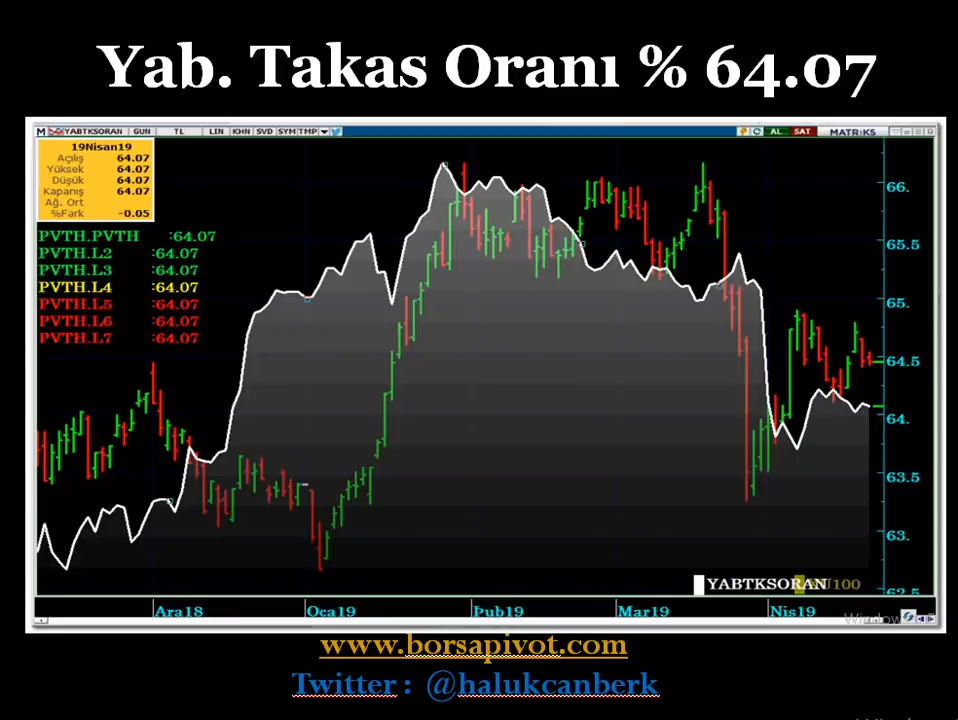 Yab. Takas Oranı % 64.07
M YABTKSORAN GUN TL LIN KHN SVD SYM TMP AL SAT MATRİKS
19Nisan19
Açılış 64.07
Yüksek 64.07
Düşük 64.07
Kapanış 64.07
Ağ. Ort
%Fark -0.05
PVTH.PVTH :64.07
PVTH.L2 :64.07
PVTH.L3 :64.07
PVTH.L4 :64.07
PVTH.L5 :64.07
PVTH.L6 :64.07
PVTH.L7 :64.07
66.
65.5
65.
64.5
64.
63.5
63.
62.5
YABTKSORAN
Ara18 Oca19 Pub19 Mar19 Nis19
www.borsapivot.com
Twitter : @halukcanberk